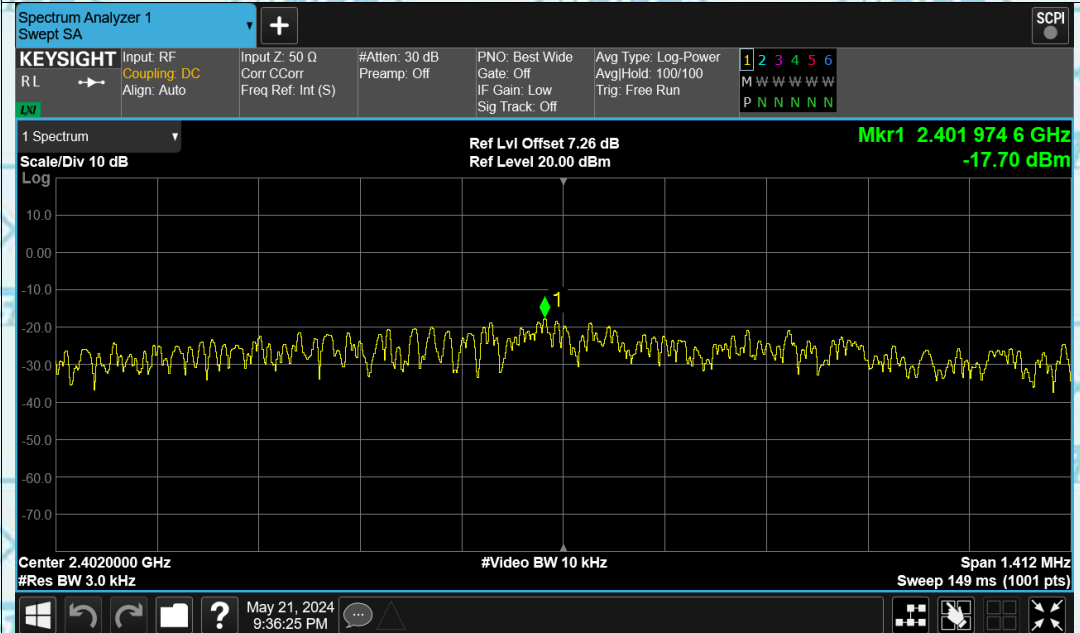 Spectrum Analyzer 1
Swept SA
+
SCPI
KEYSIGHT
R L
LXI
Input: RF
Coupling: DC
Align: Auto
Input Z: 50 Ω
Corr CCorr
Freq Ref: Int (S)
#Atten: 30 dB
Preamp: Off
PNO: Best Wide
Gate: Off
IF Gain: Low
Sig Track: Off
Avg Type: Log-Power
Avg|Hold: 100/100
Trig: Free Run
1 2 3 4 5 6
M W W W W W
P N N N N N
1 Spectrum
Scale/Div 10 dB
Ref Lvl Offset 7.26 dB
Ref Level 20.00 dBm
Mkr1 2.401 974 6 GHz
-17.70 dBm
Log
10.0
0.00
-10.0
1
-20.0
-30.0
-40.0
-50.0
-60.0
-70.0
Center 2.4020000 GHz
#Video BW 10 kHz
Span 1.412 MHz
#Res BW 3.0 kHz
Sweep 149 ms (1001 pts)
?
May 21, 2024
9:36:25 PM